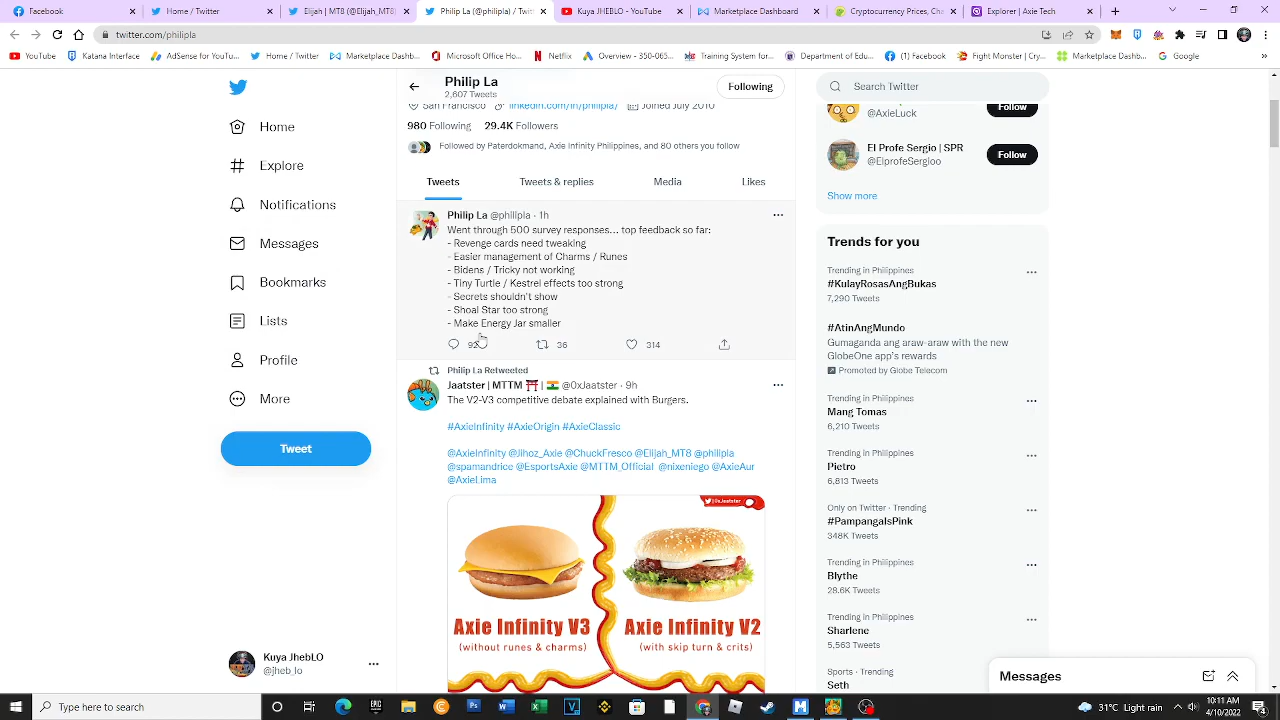 Facebook
Home / Twitter
Elijah | MT8 (@Elijah_MT8)
Philip La (@philipla) / Twitt
Kuya JHEBLO - YouTube
Marketplace Dashboard
Cryptocurrency Prices, Cha
Explorer | Axie Tech
twitter.com/philipla
YouTube
Katana Interface
AdSense for YouTu...
Home / Twitter
Marketplace Dashb...
Microsoft Office Ho...
Netflix
Overview – 350-065...
Training System for...
Department of Educ...
(1) Facebook
Fight Monster | Cry...
Marketplace Dashb...
Google
Philip La
2,607 Tweets
Following
San Francisco
linkedin.com/in/philipla/
Joined July 2010
980 Following 29.4K Followers
Followed by Paterdokmand, Axie Infinity Philippines, and 80 others you follow
Tweets
Tweets & replies
Media
Likes
Philip La @philipla · 1h
Went through 500 survey responses... top feedback so far:
- Revenge cards need tweaking
- Easier management of Charms / Runes
- Bidens / Tricky not working
- Tiny Turtle / Kestrel effects too strong
- Secrets shouldn't show
- Shoal Star too strong
- Make Energy Jar smaller
36
314
Philip La Retweeted
Jaatster | MTTM | @0xJaatster · 9h
The V2-V3 competitive debate explained with Burgers.
#AxieInfinity #AxieOrigin #AxieClassic
@AxieInfinity @Jihoz_Axie @ChuckFresco @Elijah_MT8 @philipla
@spamandrice @EsportsAxie @MTTM_Official @nixeniego @AxieAur
@AxieLima
@0xJaatster
Axie Infinity V3
(without runes & charms)
Axie Infinity V2
(with skip turn & crits)
Home
Explore
Notifications
Messages
Bookmarks
Lists
Profile
More
Tweet
Kuya JhebLO
@jheb_lo
Search Twitter
@AxieLuck
Follow
El Profe Sergio | SPR
@ElprofeSergioo
Follow
Show more
Trends for you
Trending in Philippines
#KulayRosasAngBukas
7,290 Tweets
#AtinAngMundo
Gumaganda ang araw-araw with the new
GlobeOne app's rewards
Promoted by Globe Telecom
Trending in Philippines
Mang Tomas
6,210 Tweets
Trending in Philippines
Pietro
6,813 Tweets
Only on Twitter · Trending
#PampangaIsPink
348K Tweets
Trending in Philippines
Blythe
28.6K Tweets
Trending in Philippines
Sharlene
5,563 Tweets
Sports · Trending
Seth
Messages
Type here to search
31°C Light rain
10:11 AM
4/10/2022